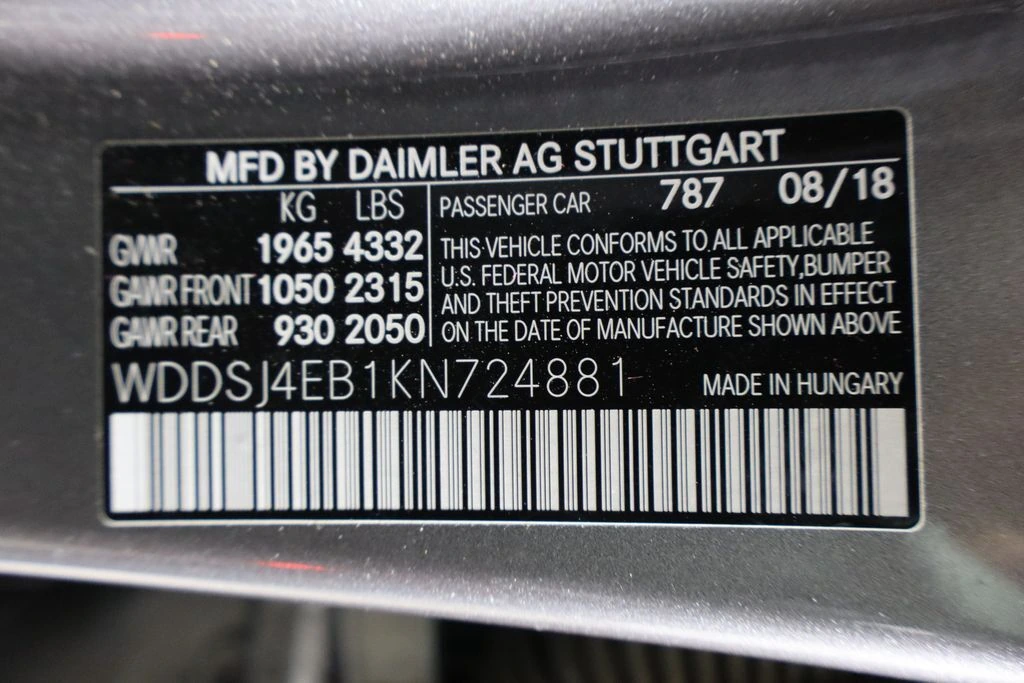 MFD BY DAIMLER AG STUTTGART
KG LBS
GVWR 1965 4332
GAWR FRONT 1050 2315
GAWR REAR 930 2050
PASSENGER CAR 787 08/18
THIS VEHICLE CONFORMS TO ALL APPLICABLE
U.S. FEDERAL MOTOR VEHICLE SAFETY, BUMPER
AND THEFT PREVENTION STANDARDS IN EFFECT
ON THE DATE OF MANUFACTURE SHOWN ABOVE
WDDSJ4EB1KN724881 MADE IN HUNGARY